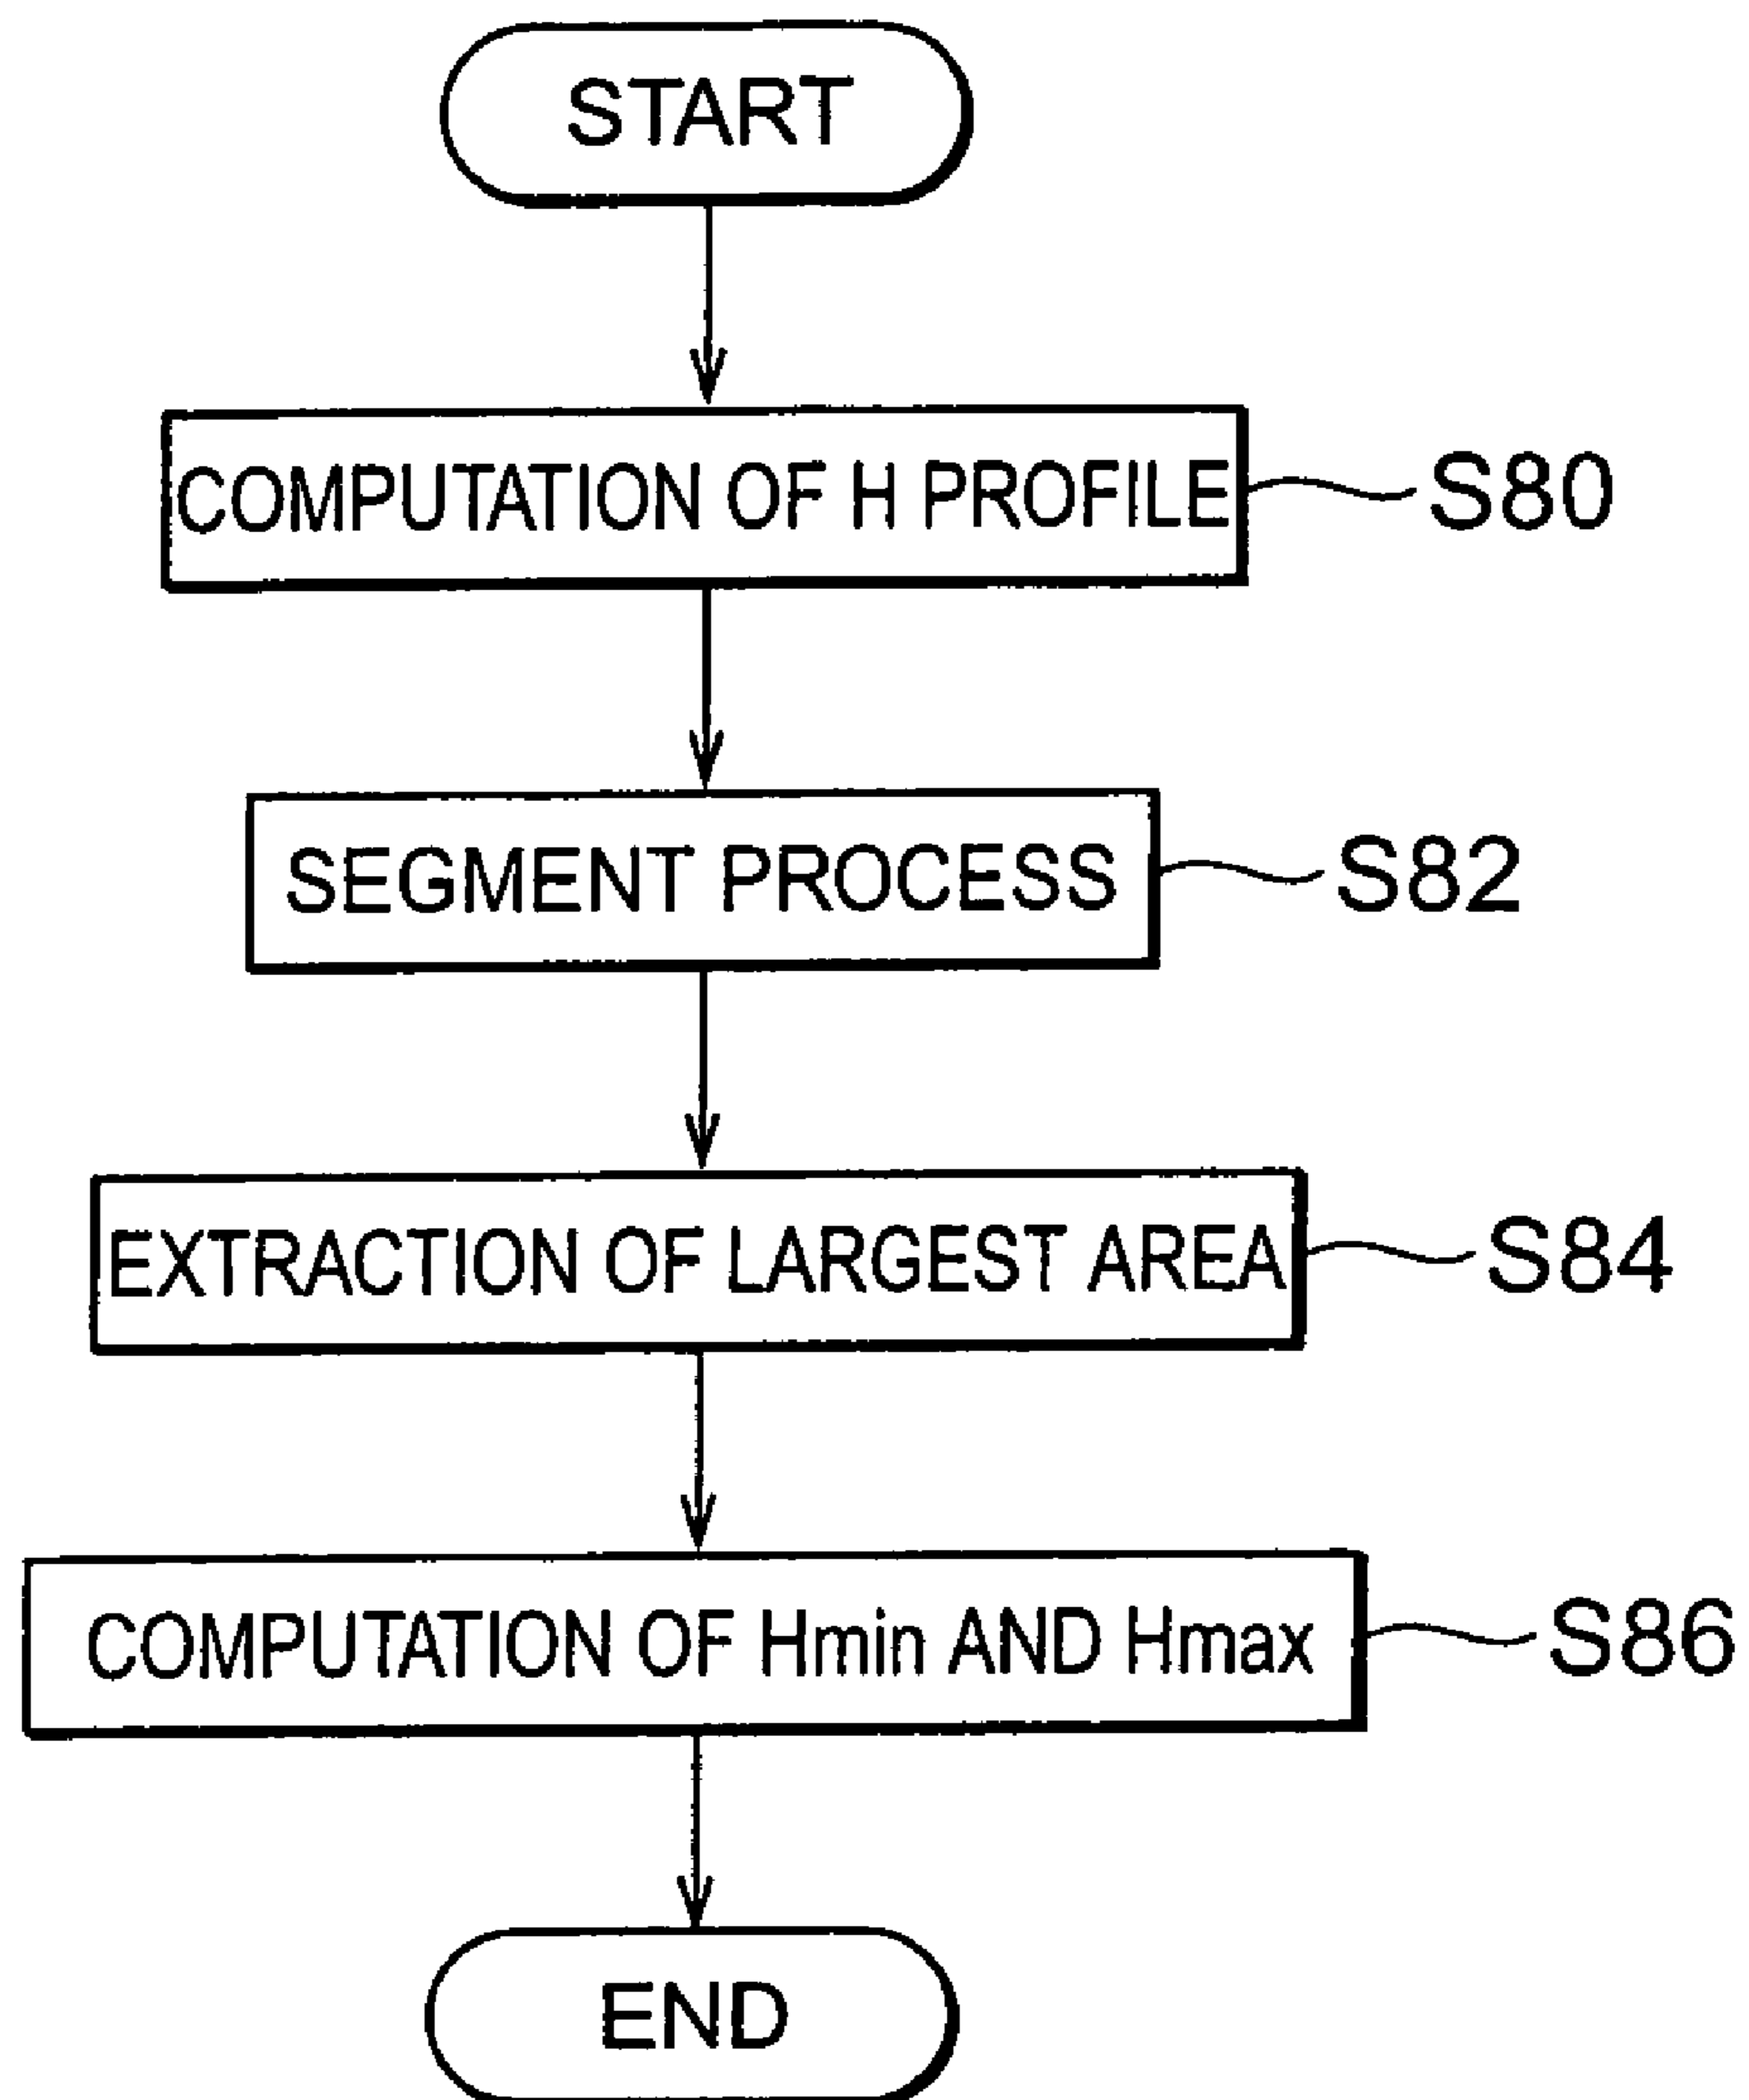 START
COMPUTATION OF H PROFILE S80
SEGMENT PROCESS S82
EXTRACTION OF LARGEST AREA S84
COMPUTATION OF Hmin AND Hmax S86
END